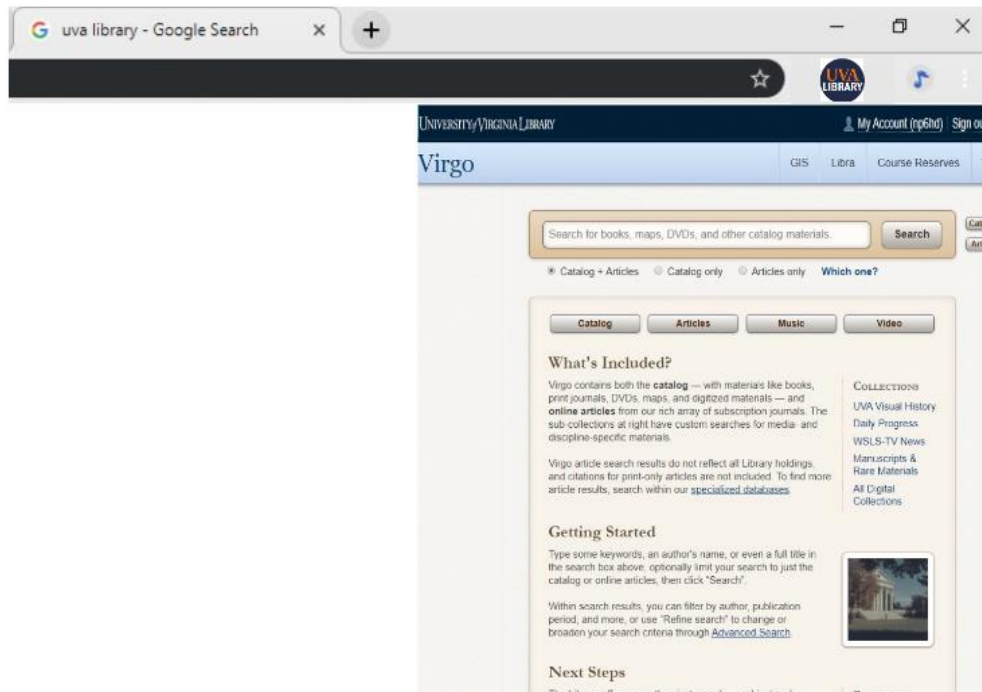 uva library - Google Search
UVA
LIBRARY
UNIVERSITY of VIRGINIA LIBRARY
My Account (np6hd) Sign ou
Virgo
GIS Libra Course Reserves
Search for books, maps, DVDs, and other catalog materials.
Search
Cat
Art
Catalog + Articles Catalog only Articles only Which one?
Catalog Articles Music Video
What's Included?
Virgo contains both the catalog — with materials like books,
print journals, DVDs, maps, and digitized materials — and
online articles from our rich array of subscription journals. The
sub-collections at right have custom searches for media- and
discipline-specific materials.
Virgo article search results do not reflect all Library holdings,
and citations for print-only articles are not included. To find more
article results, search within our specialized databases.
COLLECTIONS
UVA Visual History
Daily Progress
WSLS-TV News
Manuscripts &
Rare Materials
All Digital
Collections
Getting Started
Type some keywords, an author's name, or even a full title in
the search box above, optionally limit your search to just the
catalog or online articles, then click "Search".
Within search results, you can filter by author, publication
period, and more, or use "Refine search" to change or
broaden your search criteria through Advanced Search.
Next Steps